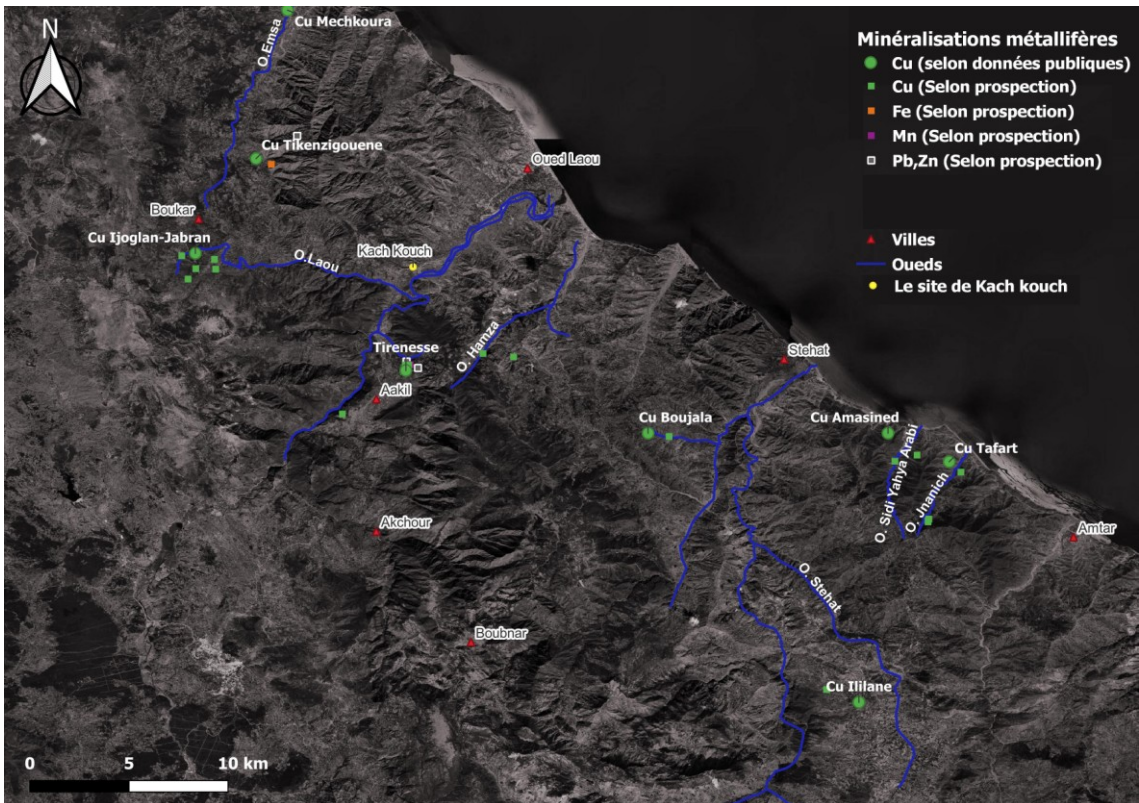 N
Cu Mechkoura
O.Emsa
Minéralisations métallifères
Cu (selon données publiques)
Cu (Selon prospection)
Fe (Selon prospection)
Mn (Selon prospection)
Pb,Zn (Selon prospection)
Villes
Oueds
Le site de Kach kouch
Cu Tikenzigouene
Oued Laou
Boukar
Cu Ijoglan-Jabran
Kach Kouch
O.Laou
O. Hamza
Tirenesse
Aakil
Stehat
Cu Boujala
Cu Amasined
O. Sidi Yahya Arabi
Cu Tafart
O. Jnanich
Akchour
Amtar
O. Stehat
Boubnar
Cu Ililane
0 5 10 km